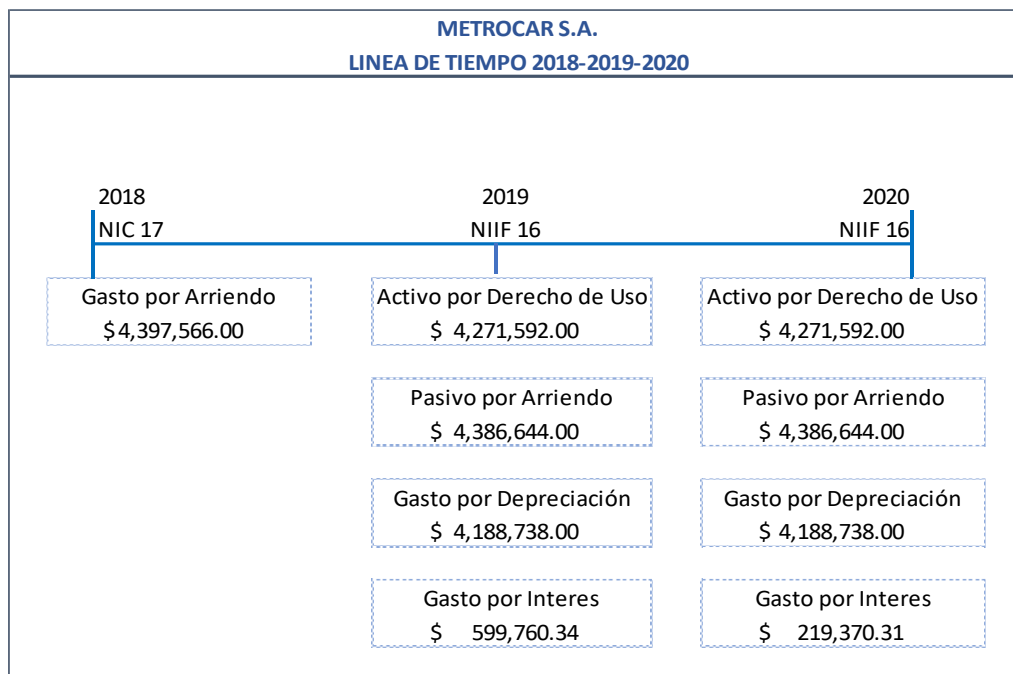 METROCAR S.A.
LINEA DE TIEMPO 2018-2019-2020
2018 2019 2020
NIC 17 NIIF 16 NIIF 16
Gasto por Arriendo
$4,397,566.00
Activo por Derecho de Uso
$ 4,271,592.00
Activo por Derecho de Uso
$ 4,271,592.00
Pasivo por Arriendo
$ 4,386,644.00
Pasivo por Arriendo
$ 4,386,644.00
Gasto por Depreciación
$ 4,188,738.00
Gasto por Depreciación
$ 4,188,738.00
Gasto por Interes
$ 599,760.34
Gasto por Interes
$ 219,370.31